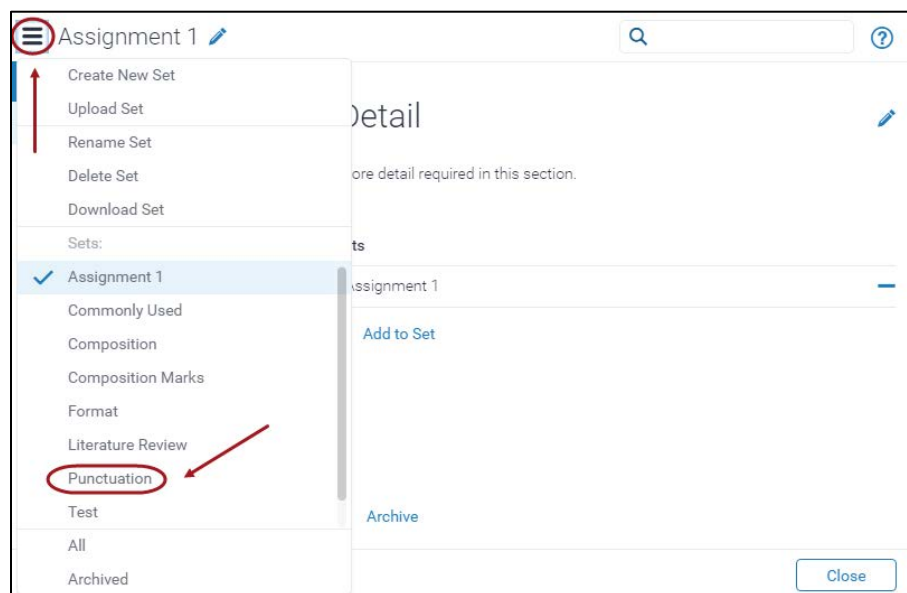 Assignment 1
Create New Set
Upload Set
Rename Set
Delete Set
Download Set
Sets:
Assignment 1
Commonly Used
Composition
Composition Marks
Format
Literature Review
Punctuation
Test
All
Archived
Detail
ore detail required in this section.
ts
Assignment 1
Add to Set
Archive
Close